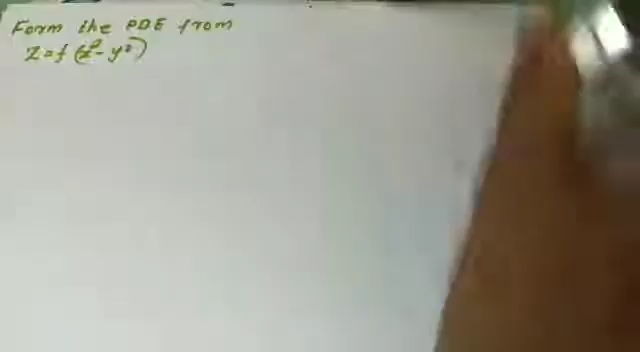 Form the PDE from
z = f (x² - y²)